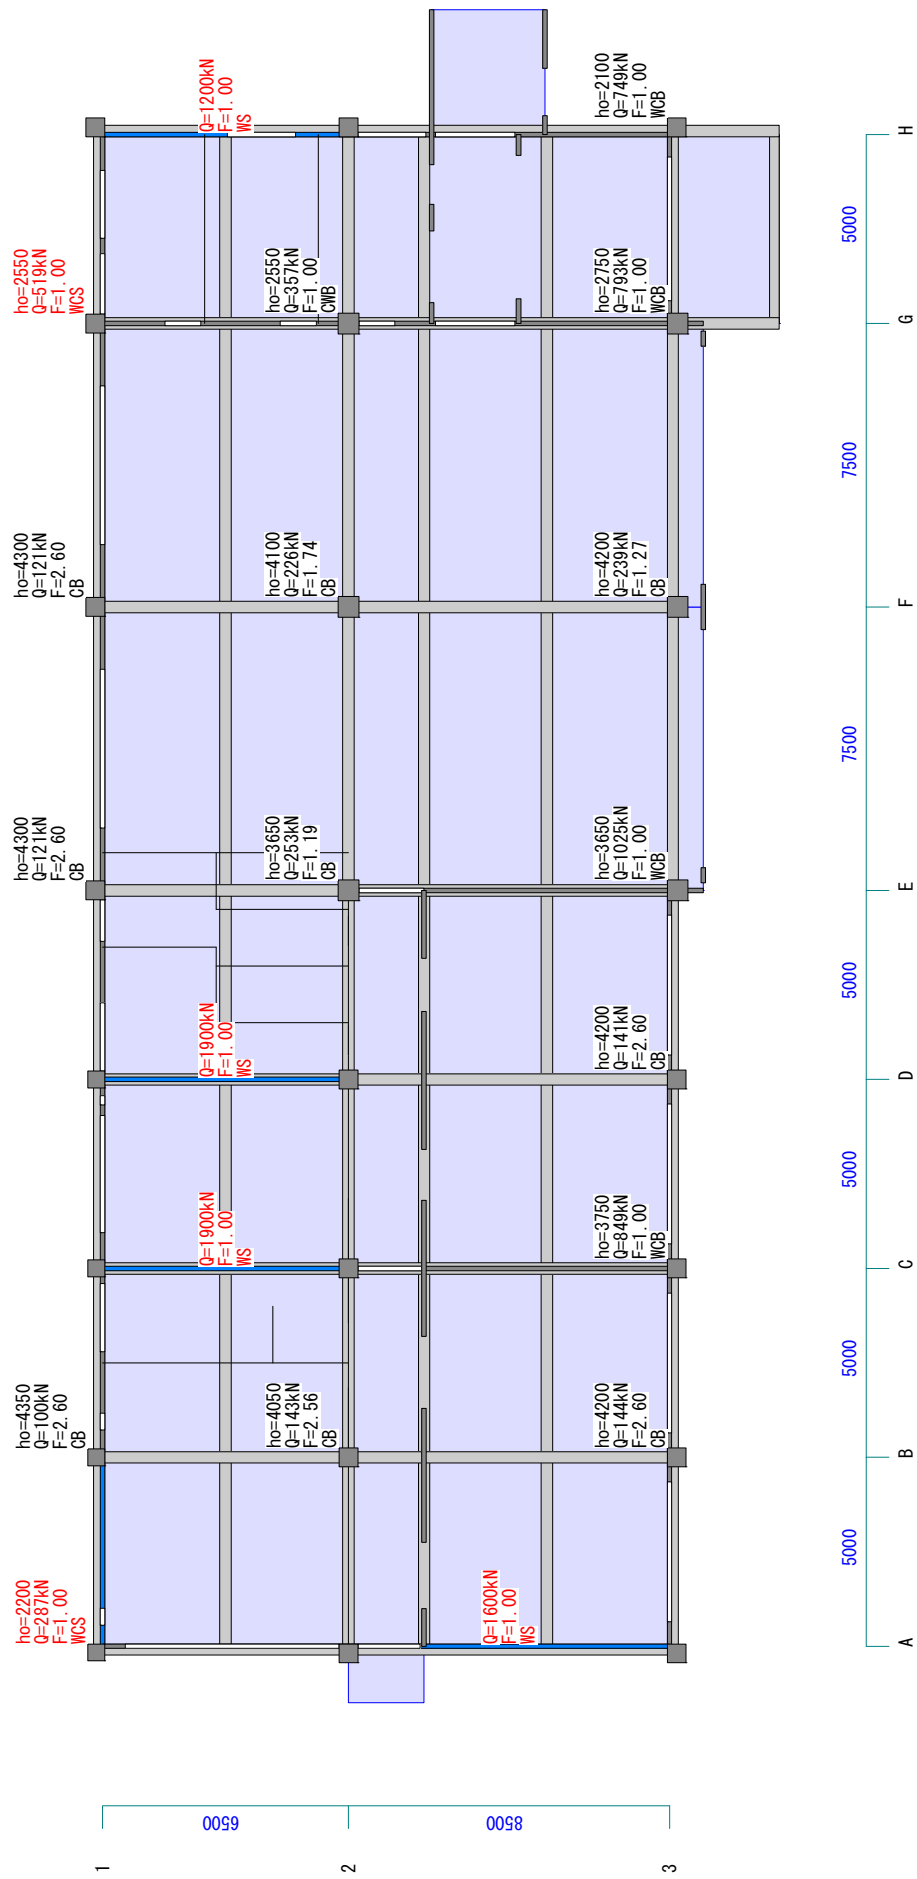 Q=1200kN
F=1.00
WS
ho=2100
Q=749kN
F=1.00
WCB
H
5000
ho=2550
Q=519kN
F=1.00
WCS
ho=2550
Q=357kN
F=1.00
CWB
ho=2750
Q=793kN
F=1.00
WCB
G
7500
ho=4300
Q=121kN
F=2.60
CB
ho=4100
Q=226kN
F=1.74
CB
ho=4200
Q=239kN
F=1.27
CB
F
7500
ho=4300
Q=121kN
F=2.60
CB
ho=3650
Q=253kN
F=1.19
CB
ho=3650
Q=1025kN
F=1.00
WCB
E
5000
Q=1900kN
F=1.00
WS
ho=4200
Q=141kN
F=2.60
CB
D
5000
Q=1900kN
F=1.00
WS
ho=3750
Q=849kN
F=1.00
WCB
C
5000
ho=4350
Q=100kN
F=2.60
CB
ho=4050
Q=143kN
F=2.56
CB
ho=4200
Q=144kN
F=2.60
CB
B
5000
ho=2200
Q=287kN
F=1.00
WCS
Q=1600kN
F=1.00
WS
A
6500
8500
1
2
3